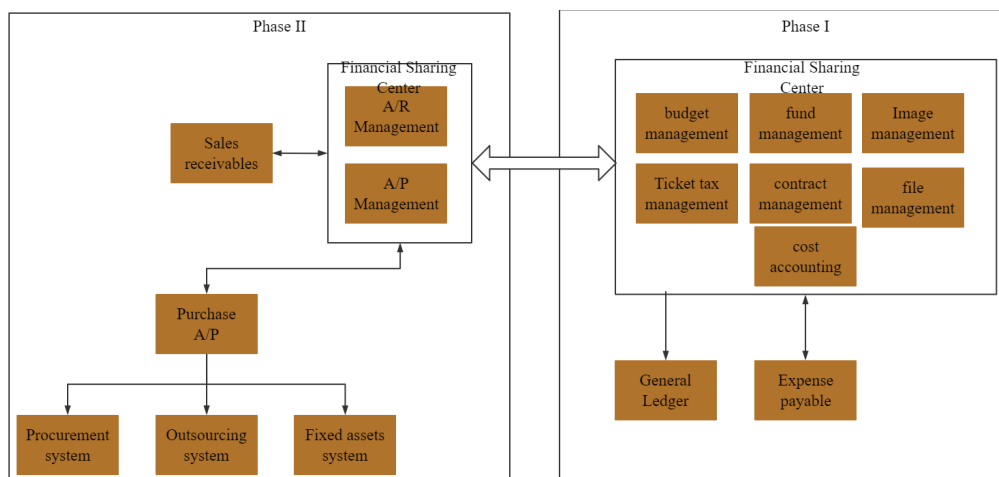 Phase II
Financial Sharing
Center
A/R
Management
Sales
receivables
A/P
Management
Purchase
A/P
Procurement
system
Outsourcing
system
Fixed assets
system
Phase I
Financial Sharing
Center
budget
management
fund
management
Image
management
Ticket tax
management
contract
management
file
management
cost
accounting
General
Ledger
Expense
payable